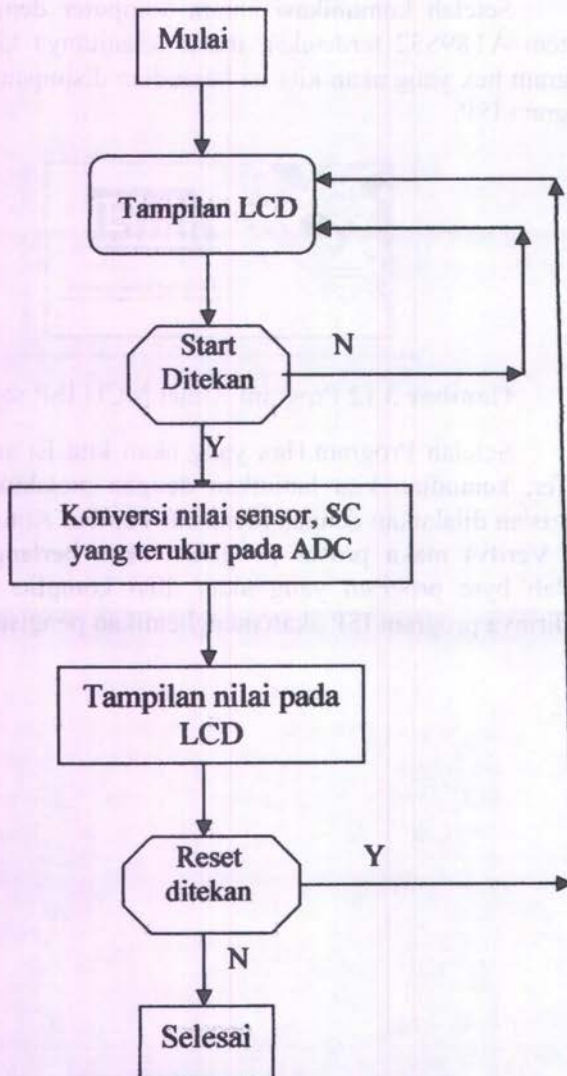 Mulai
Tampilan LCD
Start
Ditekan
N
Y
Konversi nilai sensor, SC
yang terukur pada ADC
Tampilan nilai pada
LCD
Reset
ditekan
Y
N
Selesai